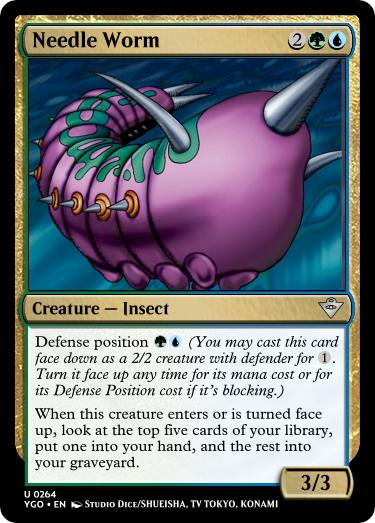 Needle Worm 2
Creature — Insect
Defense position (You may cast this card
face down as a 2/2 creature with defender for 1.
Turn it face up any time for its mana cost or for
its Defense Position cost if it's blocking.)
When this creature enters or is turned face
up, look at the top five cards of your library,
put one into your hand, and the rest into
your graveyard.
3/3
U 0264
YGO • EN Studio Dice/SHUEISHA, TV TOKYO, KONAMI